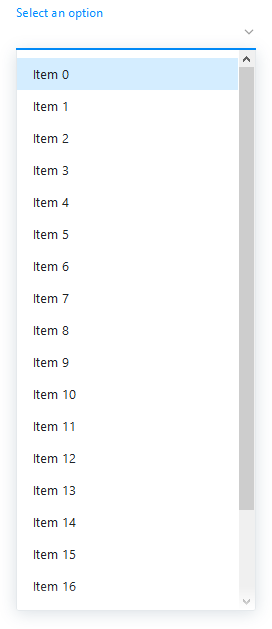 Select an option
Item 0
Item 1
Item 2
Item 3
Item 4
Item 5
Item 6
Item 7
Item 8
Item 9
Item 10
Item 11
Item 12
Item 13
Item 14
Item 15
Item 16